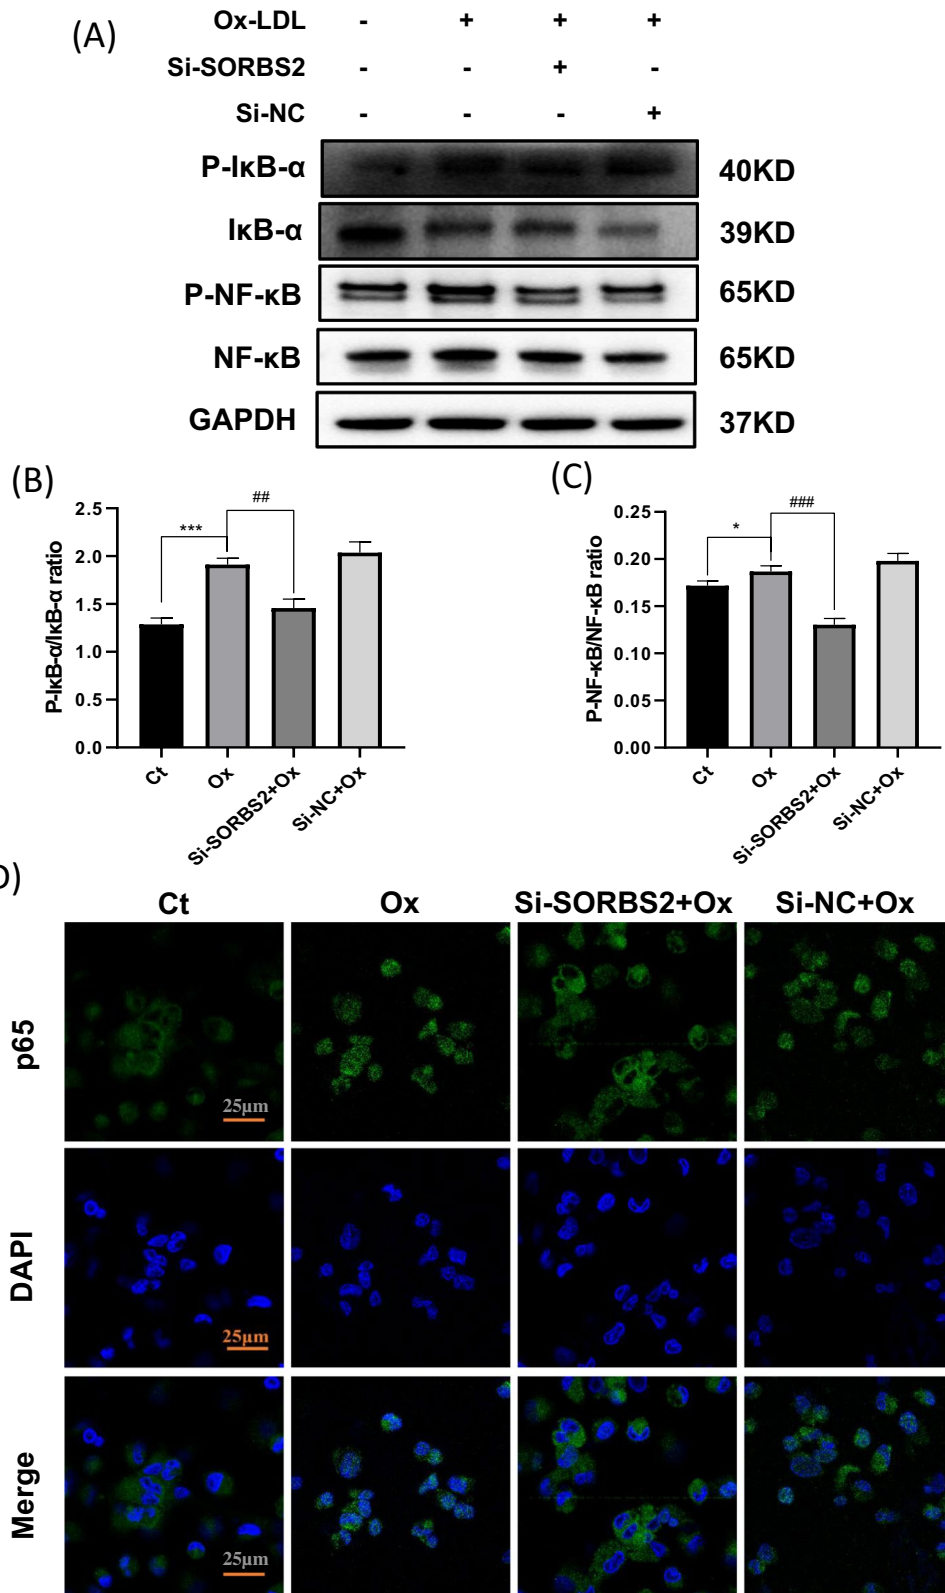 (A)
Ox-LDL - + + +
Si-SORBS2 - - + -
Si-NC - - - +
P-IκB-α 40KD
IκB-α 39KD
P-NF-κB 65KD
NF-κB 65KD
GAPDH 37KD
(B)
P-IκB-α/IκB-α ratio
2.5
2.0
1.5
1.0
0.5
0.0
***
##
Ct
Ox
Si-SORBS2+Ox
Si-NC+Ox
(C)
P-NF-κB/NF-κB ratio
0.25
0.20
0.15
0.10
0.05
0.00
*
###
Ct
Ox
Si-SORBS2+Ox
Si-NC+Ox
D)
Ct Ox Si-SORBS2+Ox Si-NC+Ox
p65
25μm
DAPI
25μm
Merge
25μm